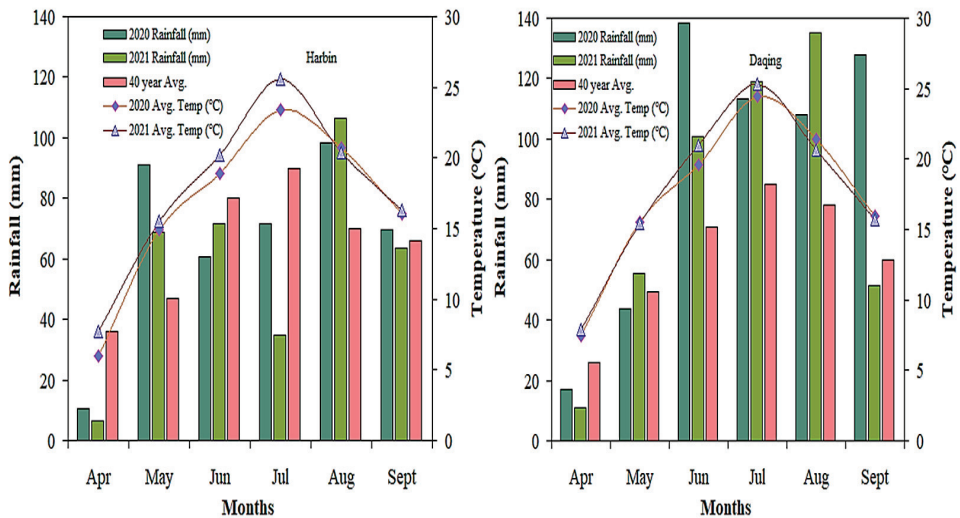 140
120
100
80
60
40
20
0
Rainfall (mm)
2020 Rainfall (mm)
2021 Rainfall (mm)
40 year Avg.
2020 Avg. Temp (°C)
2021 Avg. Temp (°C)
Harbin
30
25
20
15
10
5
0
Temperature (°C)
Apr May Jun Jul Aug Sept
Months
140
120
100
80
60
40
20
0
Rainfall (mm)
2020 Rainfall (mm)
2021 Rainfall (mm)
40 year Avg.
2020 Avg. Temp (°C)
2021 Avg. Temp (°C)
Daqing
30
25
20
15
10
5
0
Temperature (°C)
Apr May Jun Jul Aug Sept
Months